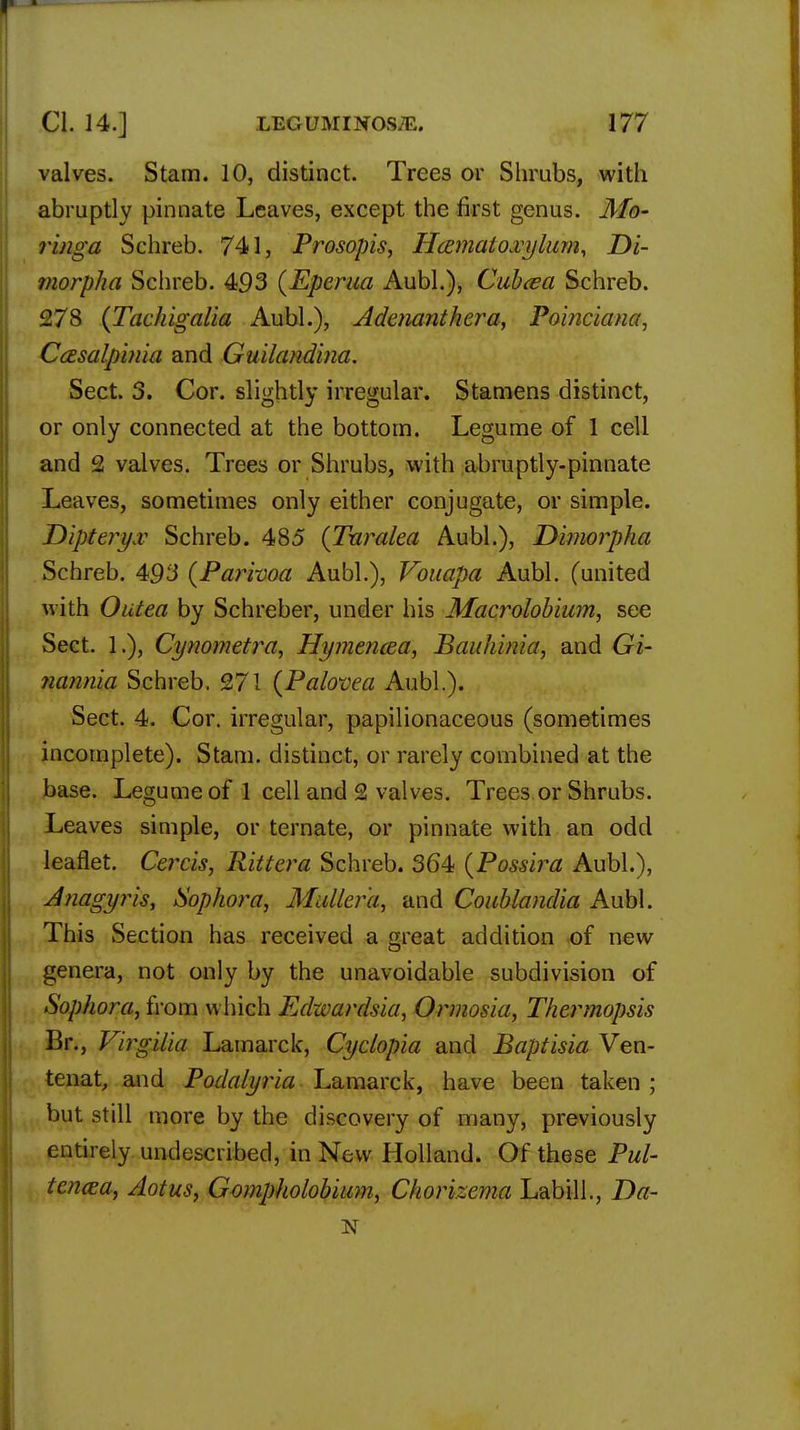 Cl. 14.] LEGUMINOSÆ. 177
valves. Stam. 10, distinct. Trees or Shrubs, with
abruptly pinnate Leaves, except the first genus. Mo-
ringa Schreb. 741, Prosopis, Hæmatoxylum, Di-
morpha Schreb. 493 (Eperua Aubl.), Cubæa Schreb.
278 (Tachigalia Aubl.), Adenanthera, Poinciana,
Cæsalpinia and Guilandina.
Sect. 3. Cor. slightly irregular. Stamens distinct,
or only connected at the bottom. Legume of 1 cell
and 2 valves. Trees or Shrubs, with abruptly-pinnate
Leaves, sometimes only either conjugate, or simple.
Dipteryx Schreb. 485 (Taralea Aubl.), Dimorpha
Schreb. 493 (Parivoa Aubl.), Vouapa Aubl. (united
with Outea by Schreber, under his Macrolobium, see
Sect. 1.), Cynometra, Hymenæa, Bauhinia, and Gi-
nannia Schreb. 271 (Palovea Aubl.).
Sect. 4. Cor. irregular, papilionaceous (sometimes
incomplete). Stam. distinct, or rarely combined at the
base. Legume of 1 cell and 2 valves. Trees or Shrubs.
Leaves simple, or ternate, or pinnate with an odd
leaflet. Cercis, Rittera Schreb. 364 (Possira Aubl.),
Anagyris, Sophora, Mullera, and Coublandia Aubl.
This Section has received a great addition of new
genera, not only by the unavoidable subdivision of
Sophora, from which Edwardsia, Ormosia, Thermopsis
Br., Virgilia Lamarck, Cyclopia and Baptisia Ven-
tenat, and Podalyria Lamarck, have been taken ;
but still more by the discovery of many, previously
entirely undescribed, in New Holland. Of these Pul-
tenæa, Aotus, Gompholobium, Chorizema Labill., Da-
N